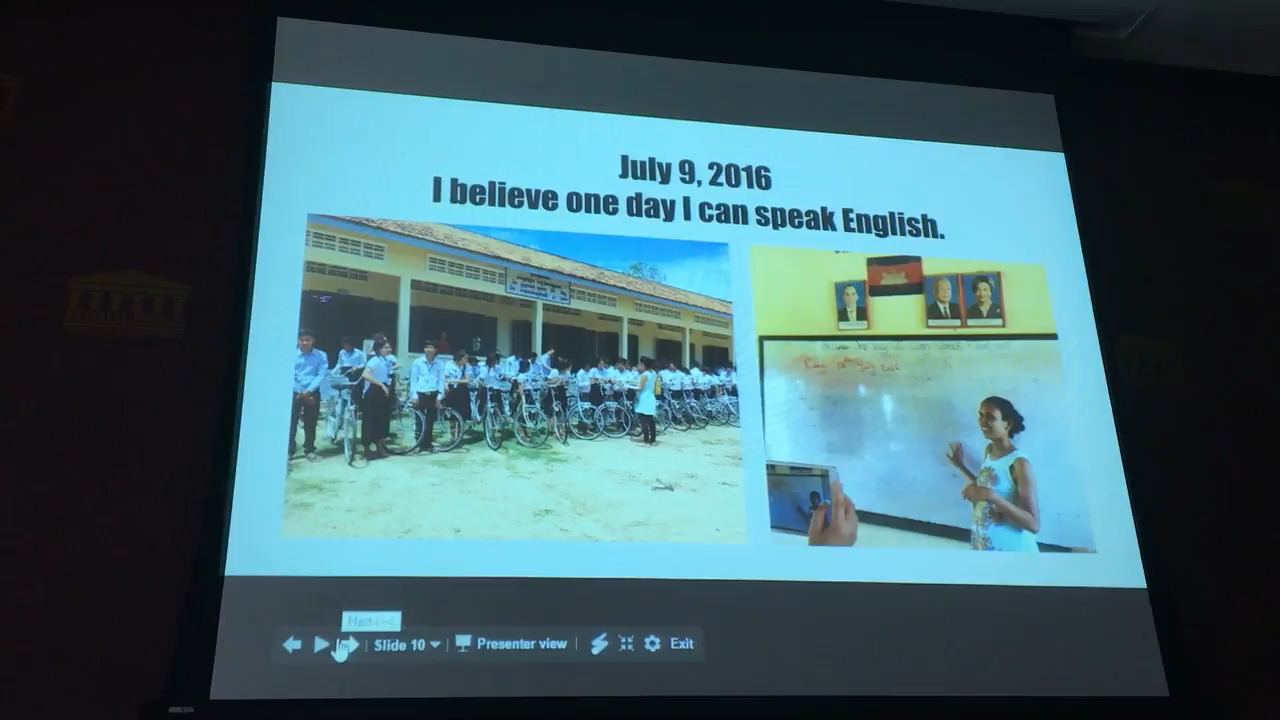 July 9, 2016
I believe one day I can speak English.
Slide 10
Presenter view
Exit